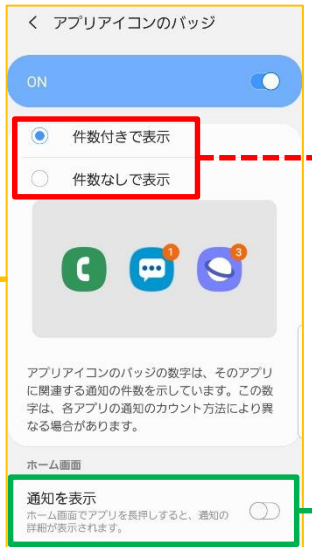 く アプリアイコンのバッジ
ON
件数付きで表示
件数なしで表示
1
3
アプリアイコンのバッジの数字は、そのアプリ
に関連する通知の件数を示しています。この数
字は、各アプリの通知のカウント方法により異
なる場合があります。
ホーム画面
通知を表示
ホーム画面でアプリを長押しすると、通知の
詳細が表示されます。